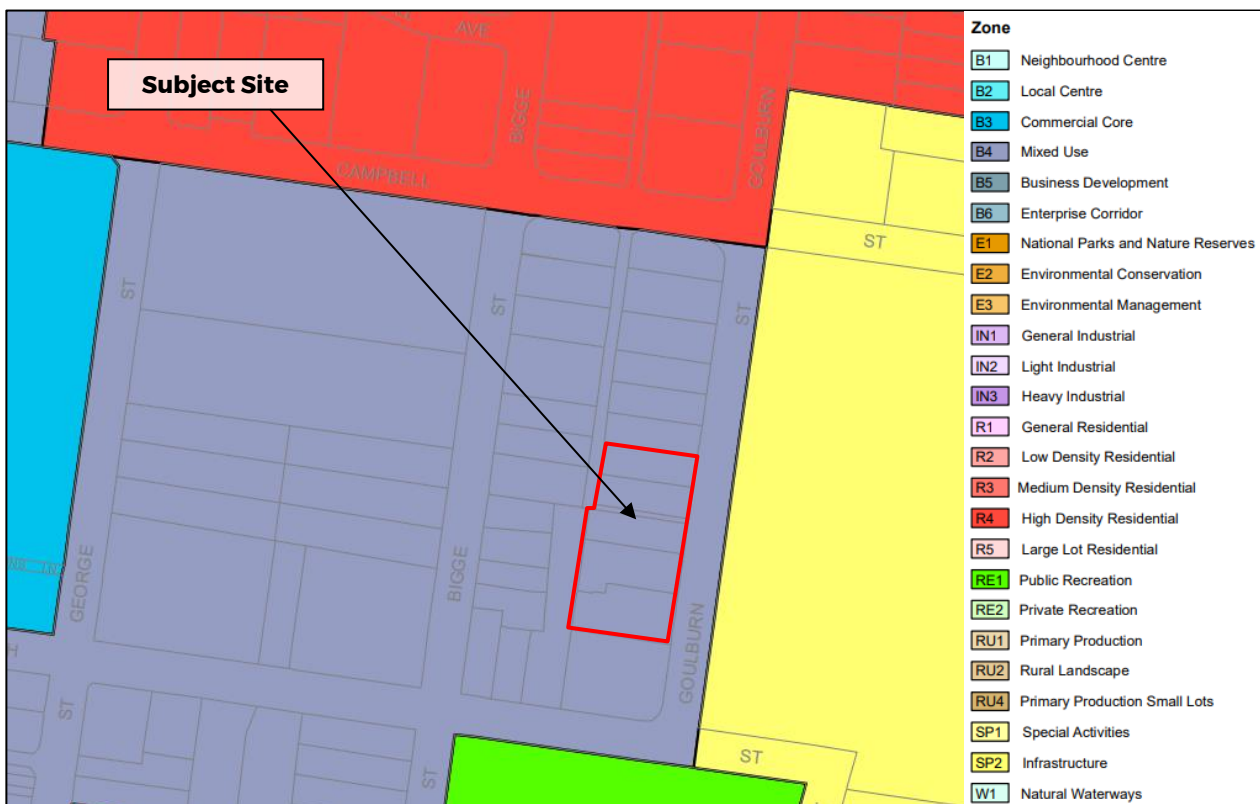 AVE
Subject Site
BIGGE
GOULBURN
CAMPBELL
ST
ST
ST
ST
GEORGE
BIGGE
GOULBURN
H
ST
ST
ST
Zone
B1 Neighbourhood Centre
B2 Local Centre
B3 Commercial Core
B4 Mixed Use
B5 Business Development
B6 Enterprise Corridor
E1 National Parks and Nature Reserves
E2 Environmental Conservation
E3 Environmental Management
IN1 General Industrial
IN2 Light Industrial
IN3 Heavy Industrial
R1 General Residential
R2 Low Density Residential
R3 Medium Density Residential
R4 High Density Residential
R5 Large Lot Residential
RE1 Public Recreation
RE2 Private Recreation
RU1 Primary Production
RU2 Rural Landscape
RU4 Primary Production Small Lots
SP1 Special Activities
SP2 Infrastructure
W1 Natural Waterways